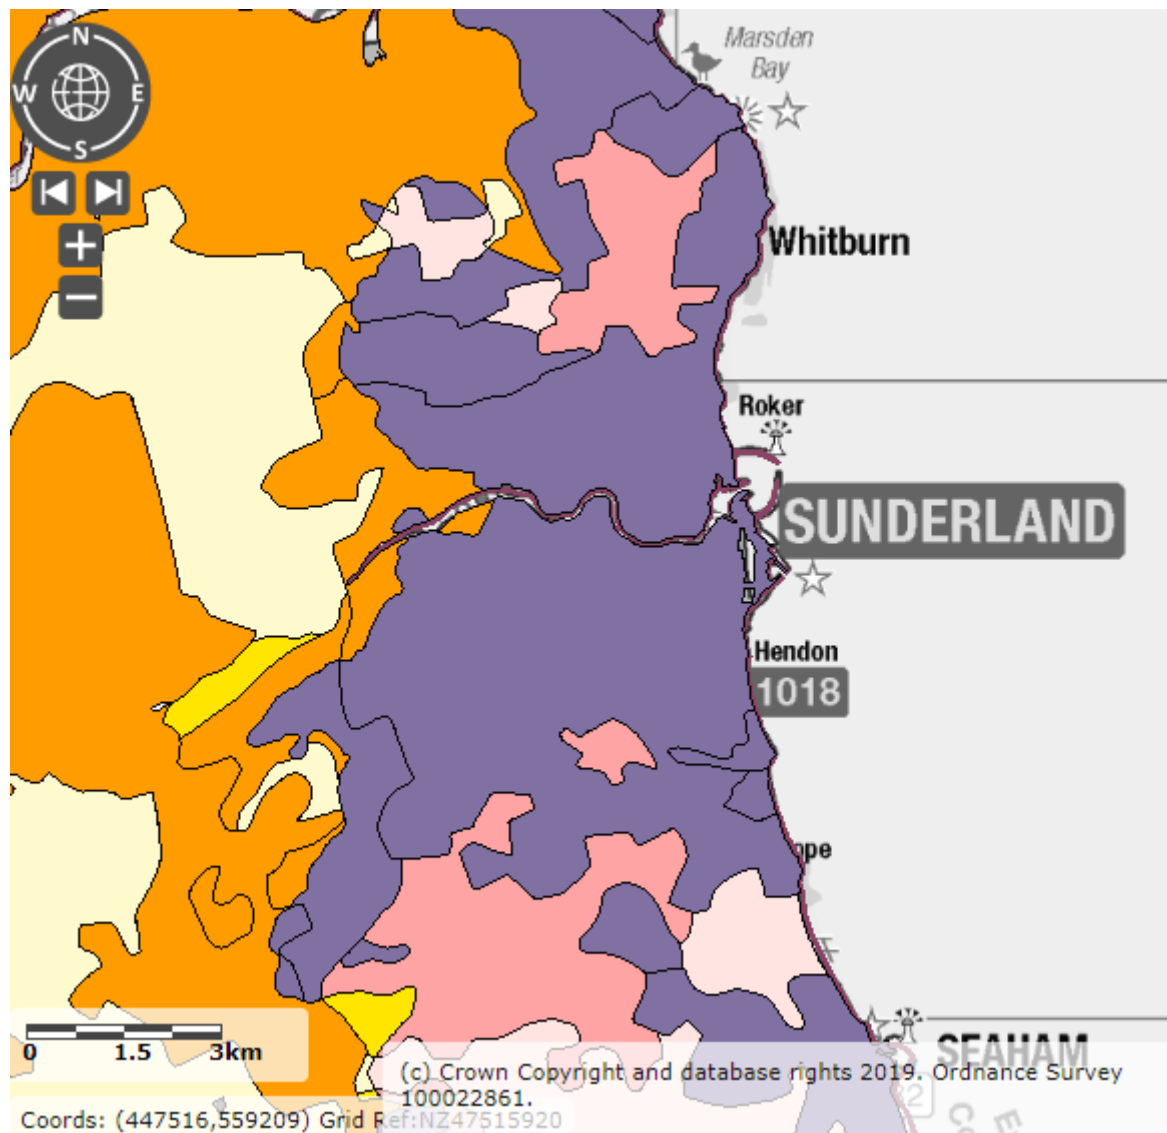 N
W E
S
Marsden
Bay
Whitburn
Roker
SUNDERLAND
Hendon
1018
ope
SEAHAM
0 1.5 3km
(c) Crown Copyright and database rights 2019. Ordnance Survey
100022861.
Coords: (447516,559209) Grid Ref:NZ47515920